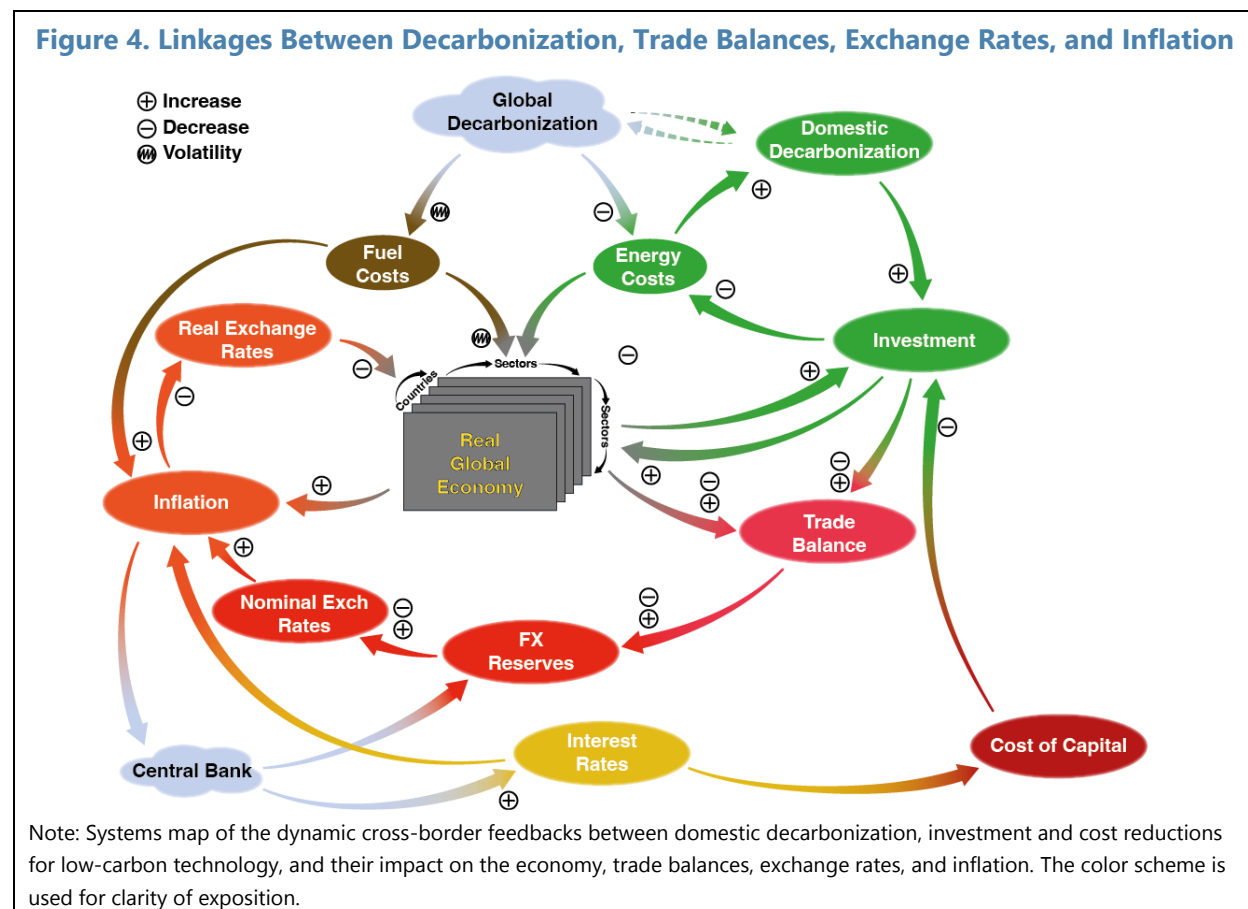 Figure 4. Linkages Between Decarbonization, Trade Balances, Exchange Rates, and Inflation
⊕ Increase
⊖ Decrease
Volatility
Global
Decarbonization
Domestic
Decarbonization
⊕
⊖
Fuel
Costs
Energy
Costs
⊕
⊖
Real Exchange
Rates
Investment
⊖
Sectors
⊖
Countries
⊕
Sectors
⊖
⊖
Real
Global
Economy
⊕
⊕
⊖
⊕
⊖
⊕
Inflation
⊕
Trade
Balance
⊕
Nominal Exch
Rates
⊖
⊕
⊖
⊕
FX
Reserves
Interest
Rates
Cost of Capital
Central Bank
⊕
Note: Systems map of the dynamic cross-border feedbacks between domestic decarbonization, investment and cost reductions
for low-carbon technology, and their impact on the economy, trade balances, exchange rates, and inflation. The color scheme is
used for clarity of exposition.